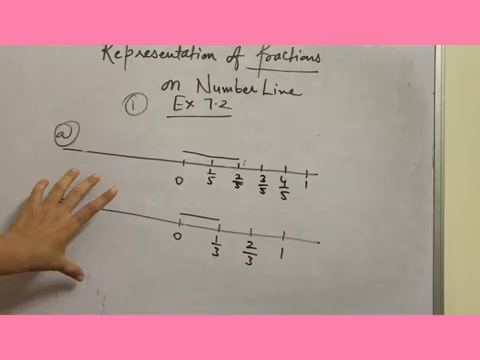 Representation of fractions
on Number Line
① Ex 7.2
ⓐ
0 1/5 2/5 3/5 4/5 1
0 1/3 2/3 1